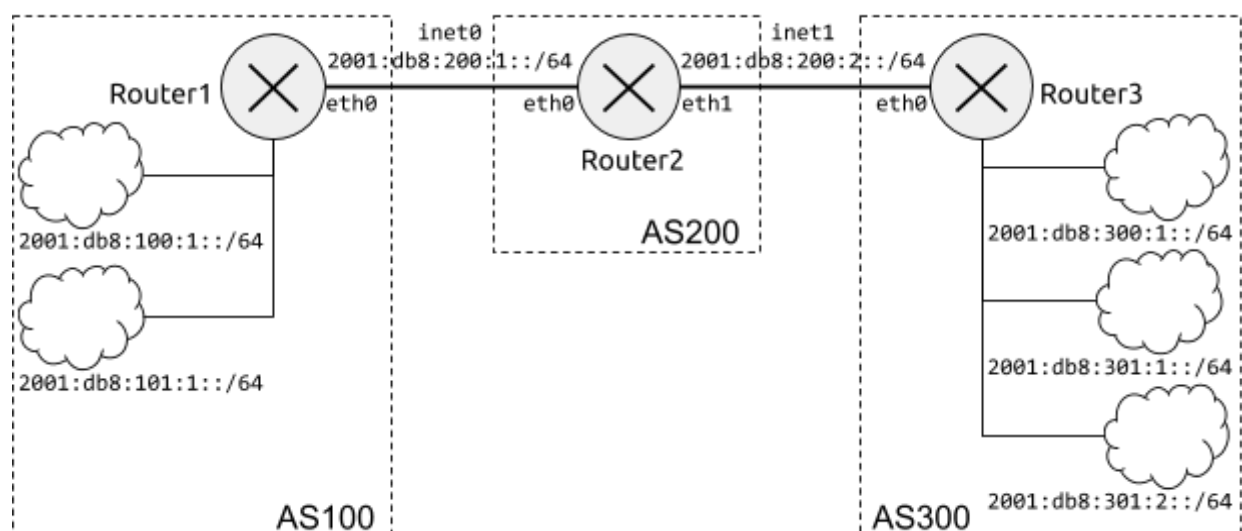 inet0
inet1
2001:db8:200:1::/64
2001:db8:200:2::/64
Router1
eth0
eth0
eth1
eth0
Router3
Router2
2001:db8:100:1::/64
AS200
2001:db8:300:1::/64
2001:db8:101:1::/64
2001:db8:301:1::/64
2001:db8:301:2::/64
AS100
AS300